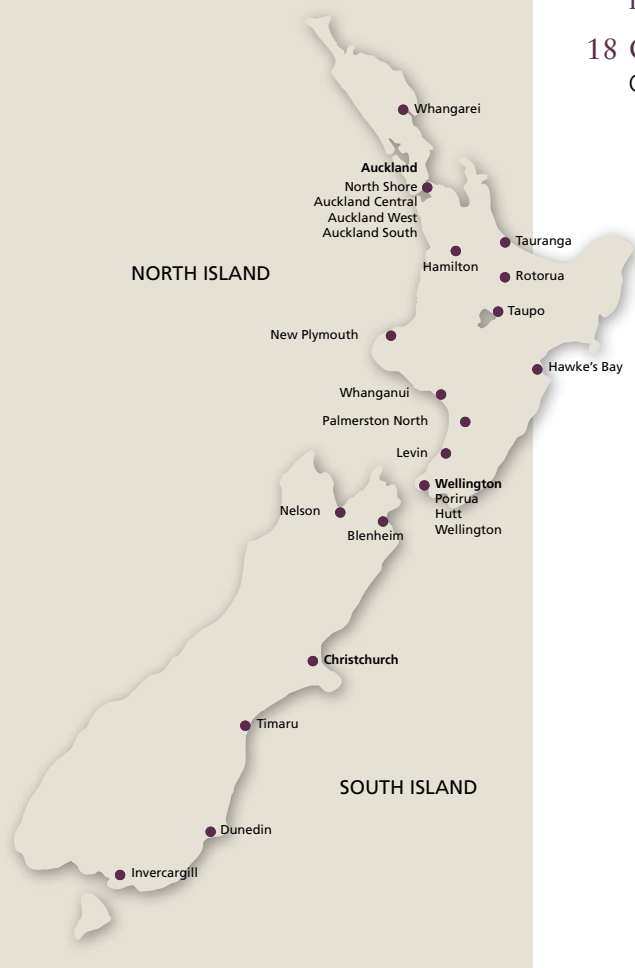 18
Whangarei
Auckland
North Shore
Auckland Central
Auckland West
Auckland South
Tauranga
Hamilton
NORTH ISLAND
Rotorua
Taupo
New Plymouth
Hawke’s Bay
Whanganui
Palmerston North
Levin
Wellington
Porirua
Hutt
Wellington
Nelson
Blenheim
Christchurch
Timaru
SOUTH ISLAND
Dunedin
Invercargill